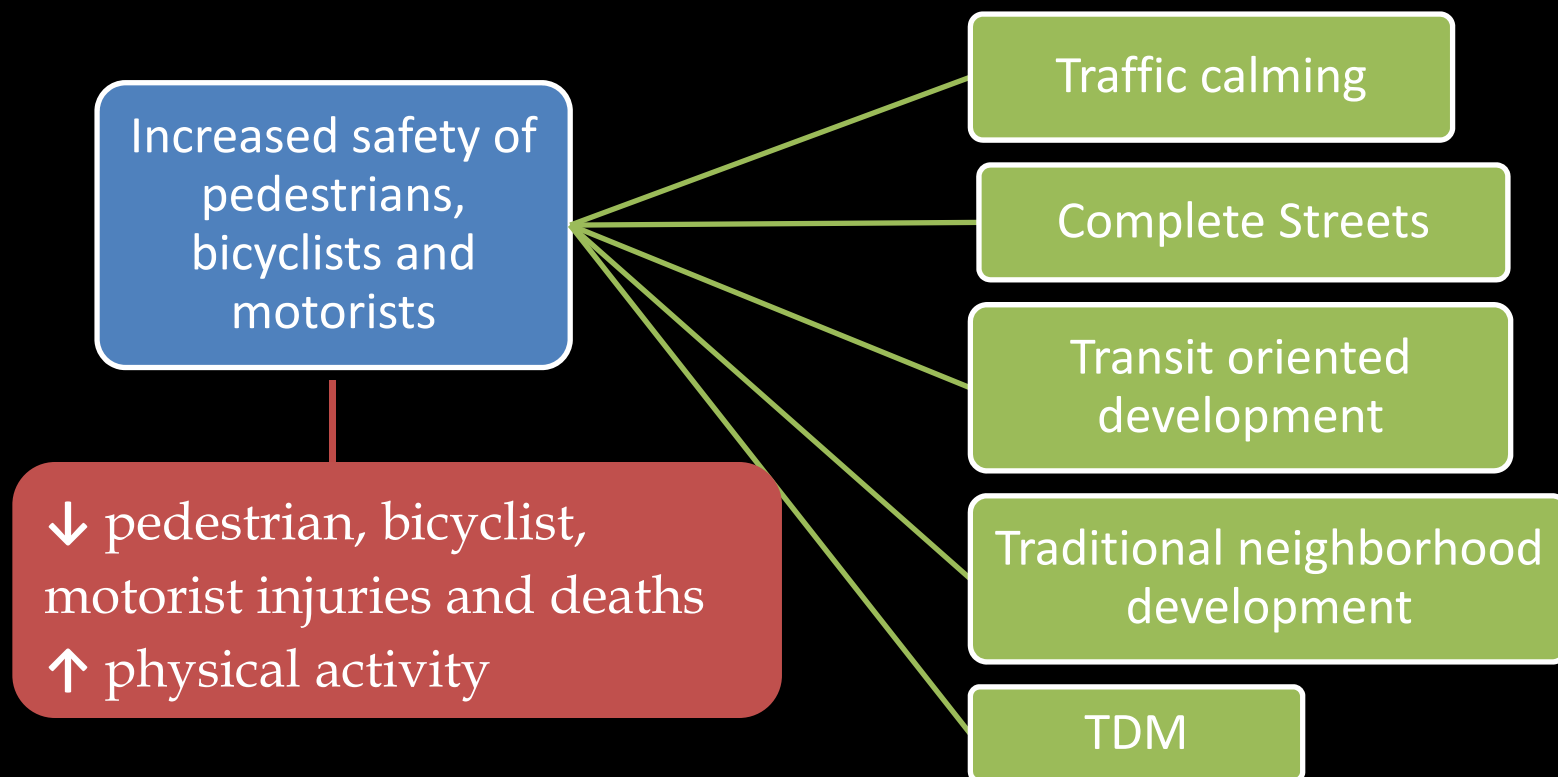 Increased safety of
pedestrians,
bicyclists and
motorists
↓ pedestrian, bicyclist,
motorist injuries and deaths
↑ physical activity
Traffic calming
Complete Streets
Transit oriented
development
Traditional neighborhood
development
TDM